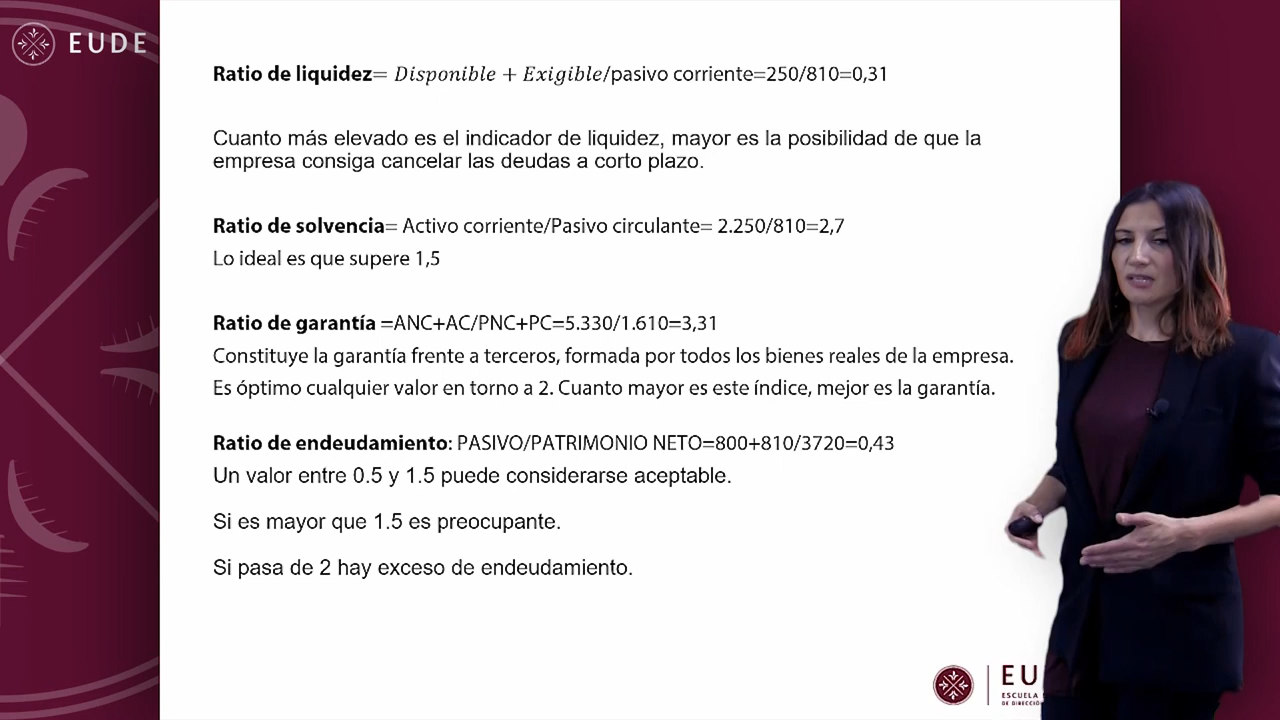 EUDE
Ratio de liquidez= Disponible + Exigible/pasivo corriente=250/810=0,31
Cuanto más elevado es el indicador de liquidez, mayor es la posibilidad de que la
empresa consiga cancelar las deudas a corto plazo.
Ratio de solvencia= Activo corriente/Pasivo circulante= 2.250/810=2,7
Lo ideal es que supere 1,5
Ratio de garantía =ANC+AC/PNC+PC=5.330/1.610=3,31
Constituye la garantía frente a terceros, formada por todos los bienes reales de la empresa.
Es óptimo cualquier valor en torno a 2. Cuanto mayor es este índice, mejor es la garantía.
Ratio de endeudamiento: PASIVO/PATRIMONIO NETO=800+810/3720=0,43
Un valor entre 0.5 y 1.5 puede considerarse aceptable.
Si es mayor que 1.5 es preocupante.
Si pasa de 2 hay exceso de endeudamiento.
EU
ESCUELA
DE DIRECCIÓN